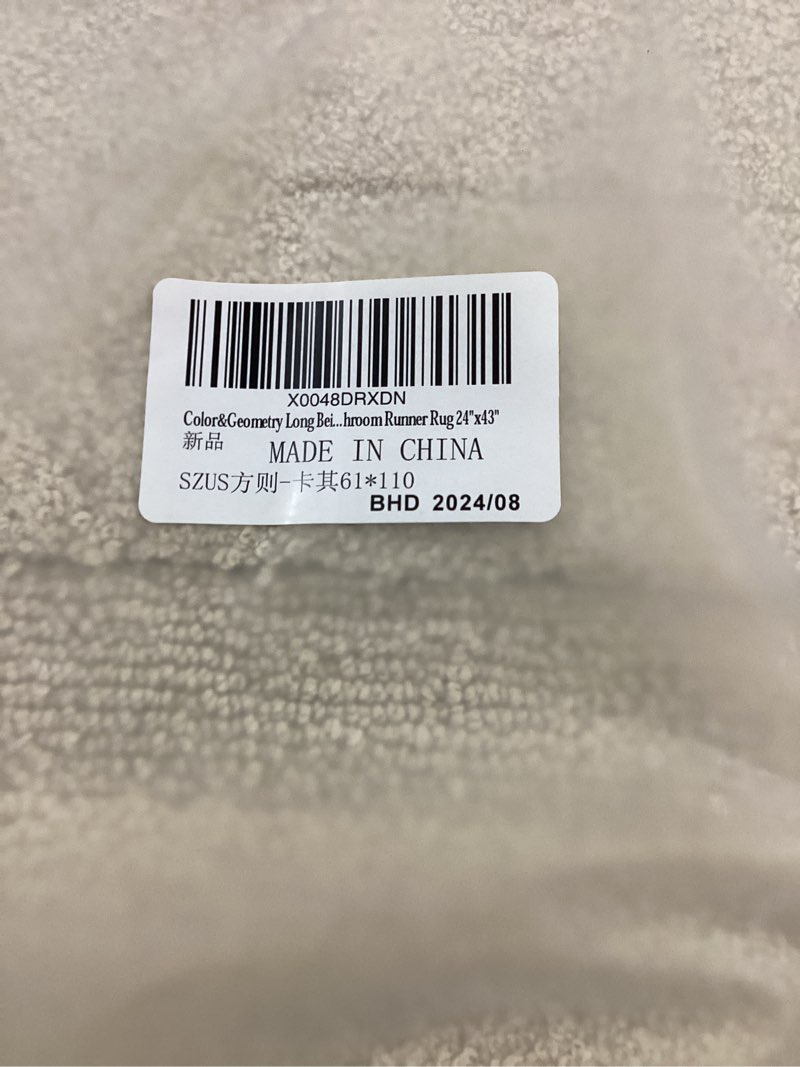 X0048DRXDN
Color&Geometry Long Bei...hroom Runner Rug 24"x43"
新品 MADE IN CHINA
SZUS方则-卡其61*110
BHD 2024/08